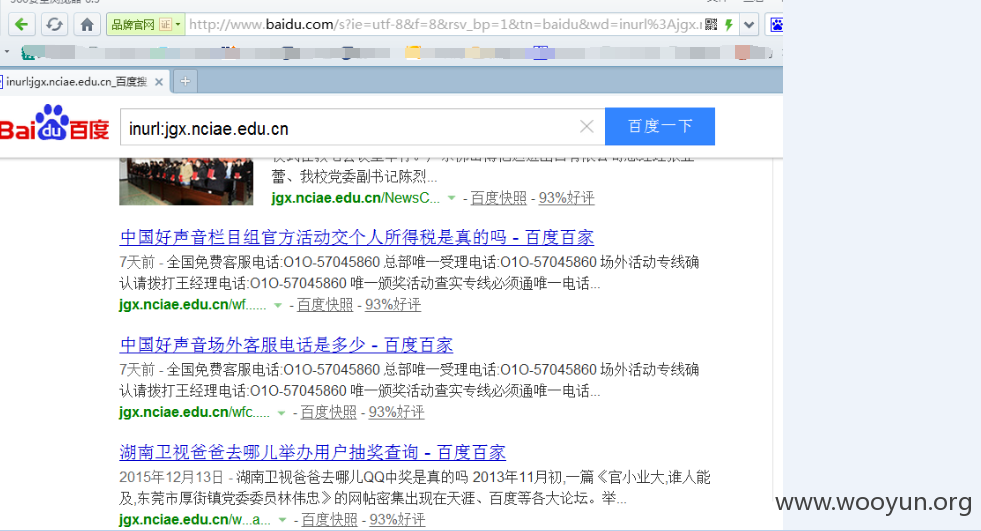 品牌官网 证 http://www.baidu.com/s?ie=utf-8&f=8&rsv_bp=1&tn=baidu&wd=inurl%3Ajgx.
inurl:jgx.nciae.edu.cn_百度搜
Bai du 百度 inurl:jgx.nciae.edu.cn 百度一下
蕾、我校党委副书记陈烈...
jgx.nciae.edu.cn/NewsC... - 百度快照 - 93%好评
中国好声音栏目组官方活动交个人所得税是真的吗 - 百度百家
7天前 - 全国免费客服电话:O1O-57045860 总部唯一受理电话:O1O-57045860 场外活动专线确
认请拨打王经理电话:O1O-57045860 唯一颁奖活动查实专线必须通唯一电话...
jgx.nciae.edu.cn/wf...... - 百度快照 - 93%好评
中国好声音场外客服电话是多少 - 百度百家
7天前 - 全国免费客服电话:O1O-57045860 总部唯一受理电话:O1O-57045860 场外活动专线确
认请拨打王经理电话:O1O-57045860 唯一颁奖活动查实专线必须通唯一电话...
jgx.nciae.edu.cn/wfc..... - 百度快照 - 93%好评
湖南卫视爸爸去哪儿举办用户抽奖查询 - 百度百家
2015年12月13日 - 湖南卫视爸爸去哪儿QQ中奖是真的吗 2013年11月初,一篇《官小业大,谁人能
及,东莞市厚街镇党委委员林伟忠》的网帖密集出现在天涯、百度等各大论坛。举...
jgx.nciae.edu.cn/w...a... - 百度快照 - 93%好评
www.wooyun.org